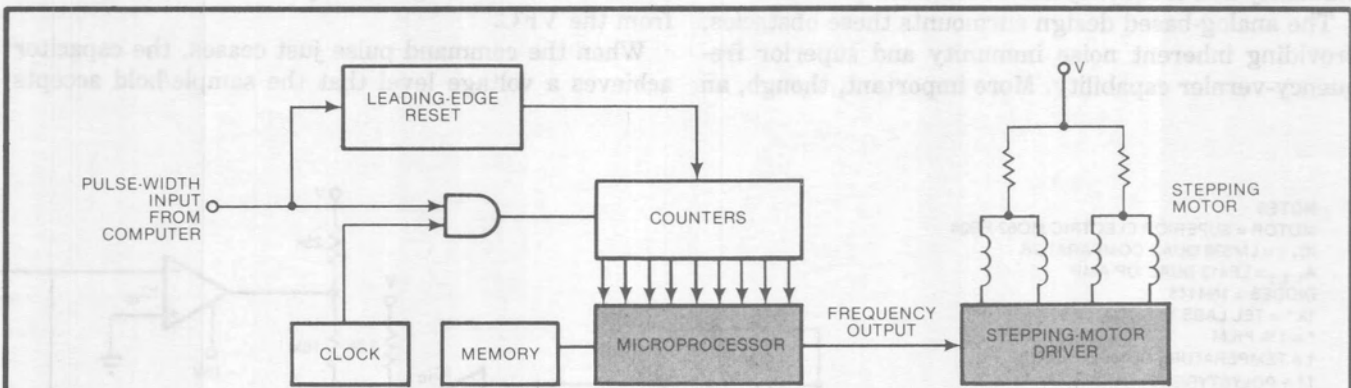 The analog-based design surmounts these obstacles,
providing inherent noise immunity and superior fre-
quency-vernier capability. More important, though, an
from the VFC.
When the command pulse just ceases, the capacitor
achieves a voltage level that the sample/hold accepts
LEADING-EDGE
RESET
PULSE-WIDTH
INPUT
FROM
COMPUTER
COUNTERS
CLOCK
MEMORY
MICROPROCESSOR
FREQUENCY
OUTPUT
V
STEPPING
MOTOR
STEPPING-MOTOR
DRIVER
NOTES